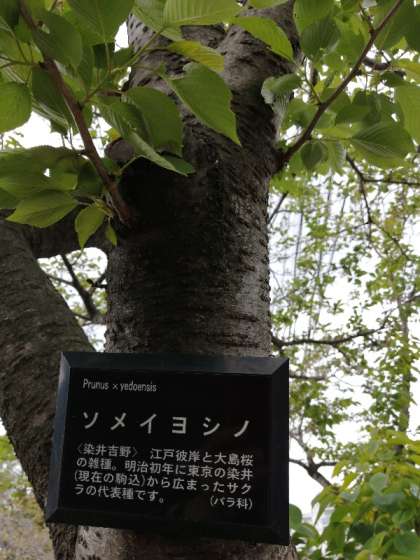 Prunus × yedoensis
ソメイヨシノ
〈染井吉野〉 江戸彼岸と大島桜
の雑種。明治初年に東京の染井
(現在の駒込)から広まったサク
ラの代表種です。 (バラ科)